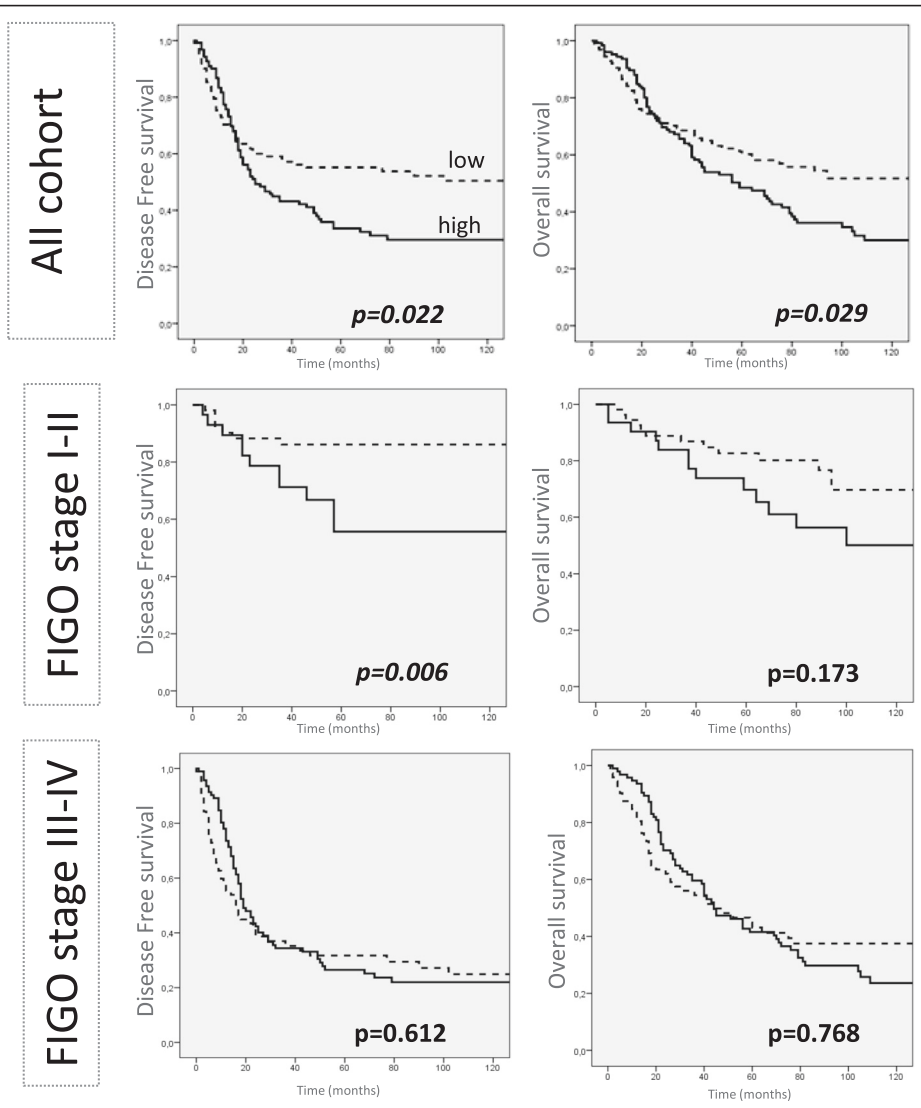 All cohort
Disease Free survival
1,0
0,8
0,6
0,4
0,2
0,0
low
high
p=0.022
0 20 40 60 80 100 120
Time (months)
Overall survival
1,0
0,8
0,6
0,4
0,2
0,0
p=0.029
0 20 40 60 80 100 120
Time (months)
FIGO stage I-II
Disease Free survival
1,0
0,8
0,6
0,4
0,2
0,0
p=0.006
0 20 40 60 80 100 120
Time (months)
Overall survival
1,0
0,8
0,6
0,4
0,2
0,0
p=0.173
0 20 40 60 80 100 120
Time (months)
FIGO stage III-IV
Disease Free survival
1,0
0,8
0,6
0,4
0,2
0,0
p=0.612
0 20 40 60 80 100 120
Time (months)
Overall survival
1,0
0,8
0,6
0,4
0,2
0,0
p=0.768
0 20 40 60 80 100 120
Time (months)